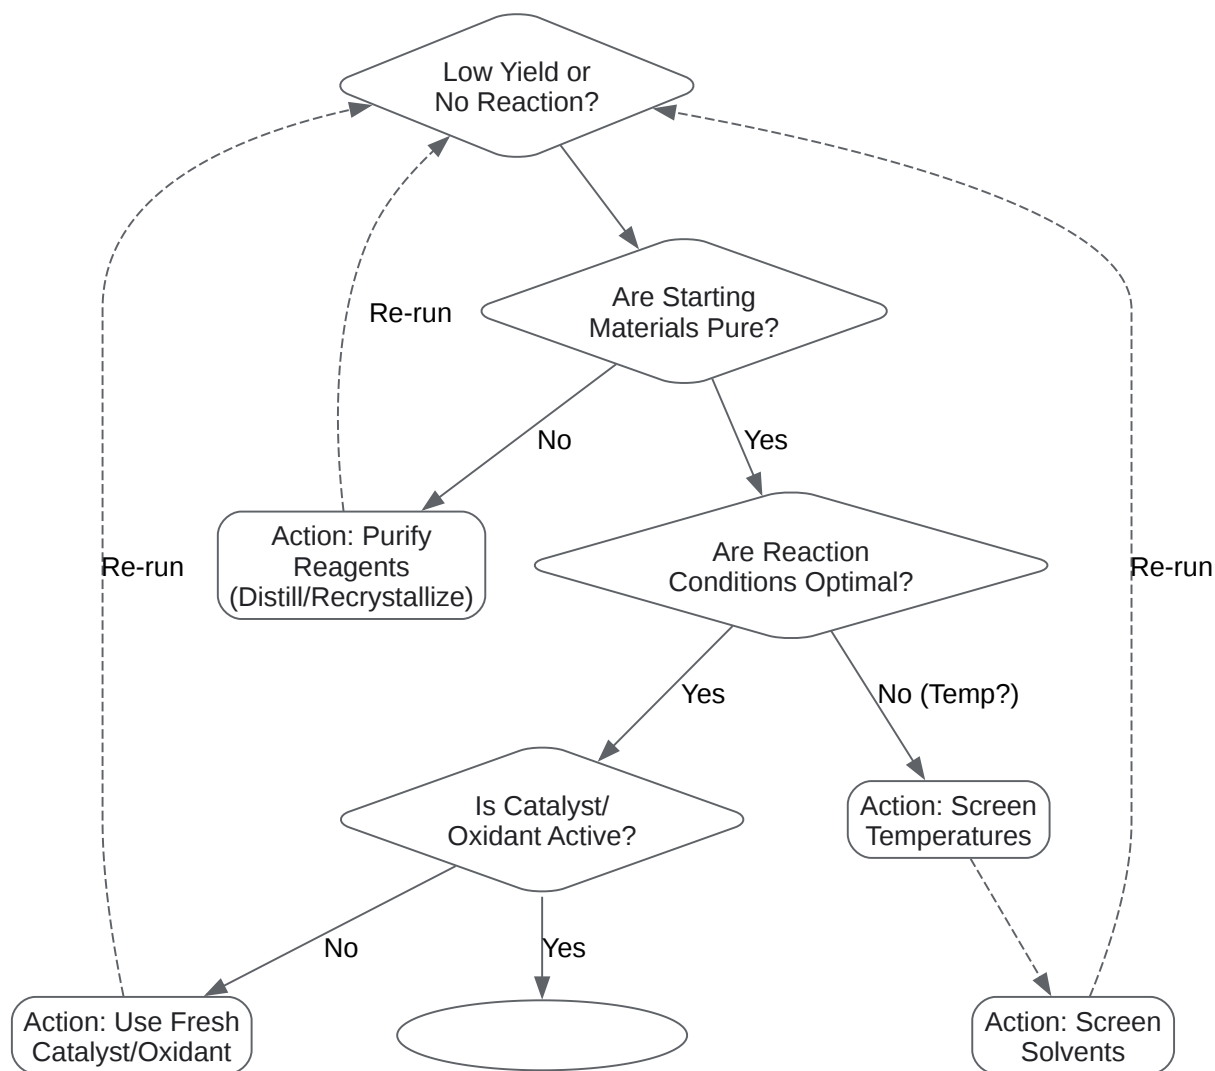 Low Yield or
No Reaction?
Are Starting
Materials Pure?
Re-run
No
Yes
Action: Purify
Reagents
(Distill/Recrystallize)
Are Reaction
Conditions Optimal?
Re-run
Re-run
Yes
No (Temp?)
Is Catalyst/
Oxidant Active?
Action: Screen
Temperatures
No
Yes
Action: Use Fresh
Catalyst/Oxidant
Action: Screen
Solvents